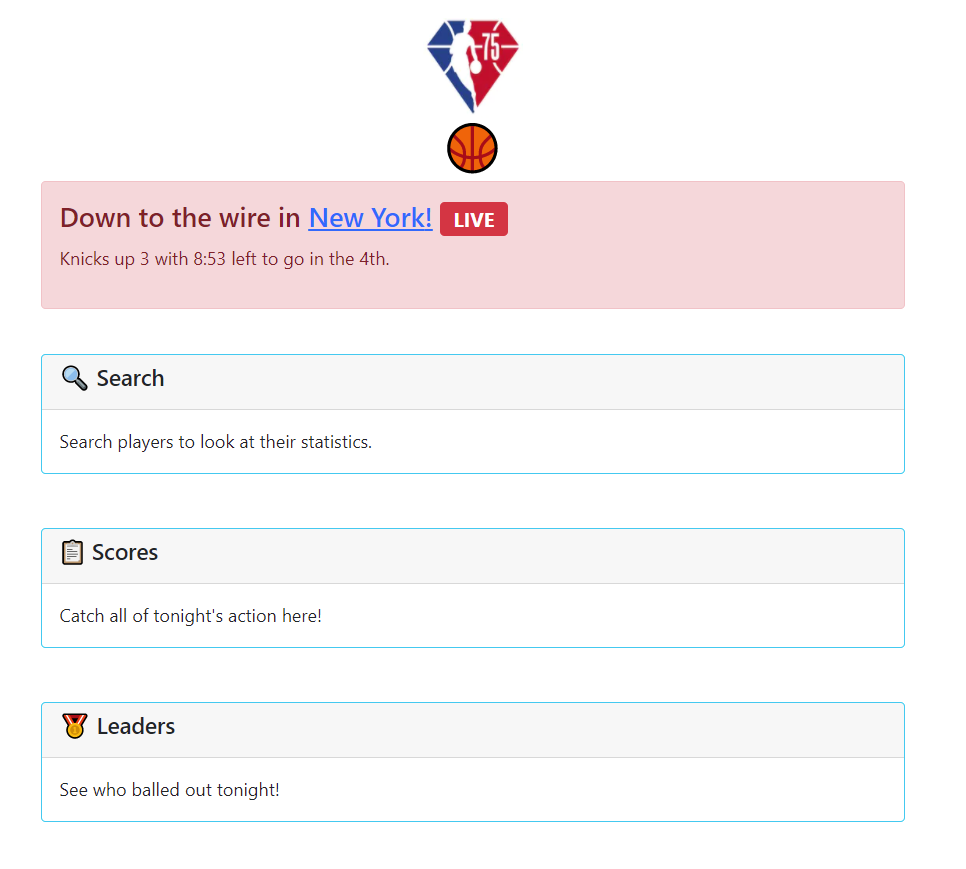 75
Down to the wire in New York! LIVE
Knicks up 3 with 8:53 left to go in the 4th.
Search
Search players to look at their statistics.
Scores
Catch all of tonight's action here!
Leaders
See who balled out tonight!